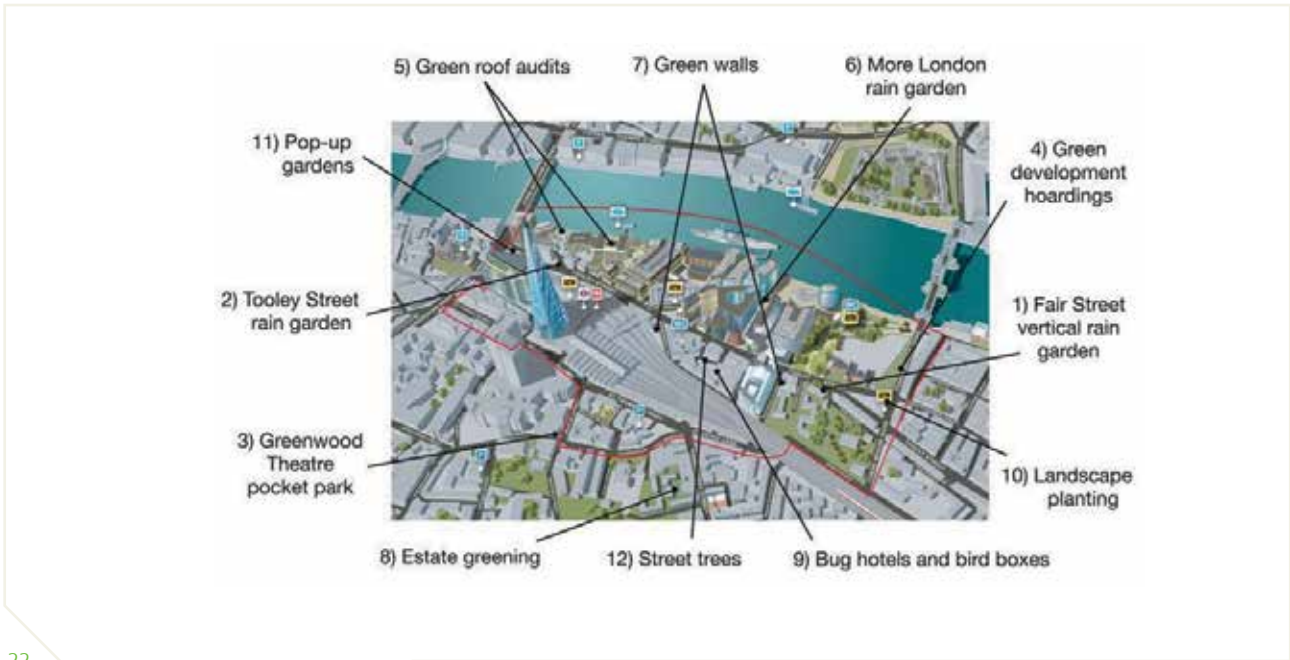 5) Green roof audits
7) Green walls
6) More London
rain garden
11) Pop-up
gardens
4) Green
development
hoardings
2) Tooley Street
rain garden
1) Fair Street
vertical rain
garden
3) Greenwood
Theatre
pocket park
10) Landscape
planting
8) Estate greening
12) Street trees
9) Bug hotels and bird boxes